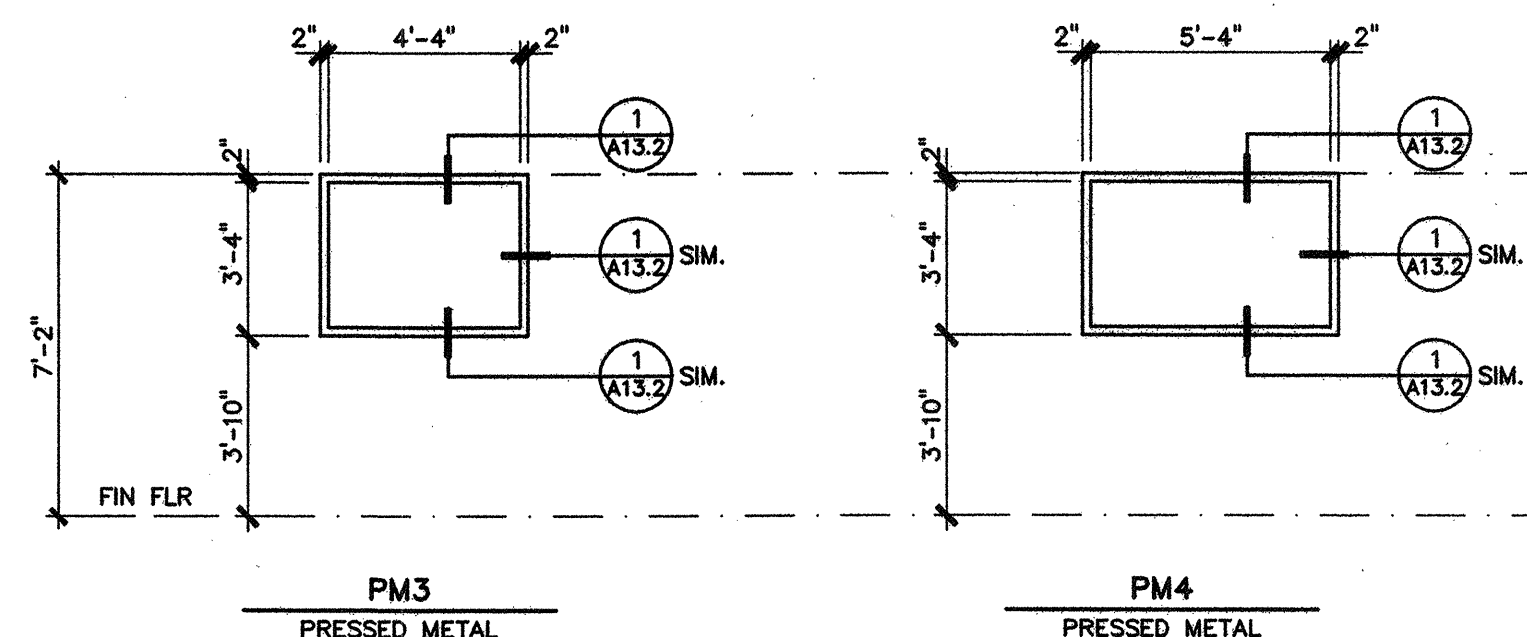 2" 4'-4" 2"
2" 5'-4" 2"
1
A13.2
1
A13.2
2"
2"
3'-4"
1
A13.2 SIM.
3'-4"
1
A13.2 SIM.
7'-2"
3'-10"
1
A13.2 SIM.
3'-10"
1
A13.2 SIM.
FIN FLR
PM3
PRESSED METAL
PM4
PRESSED METAL